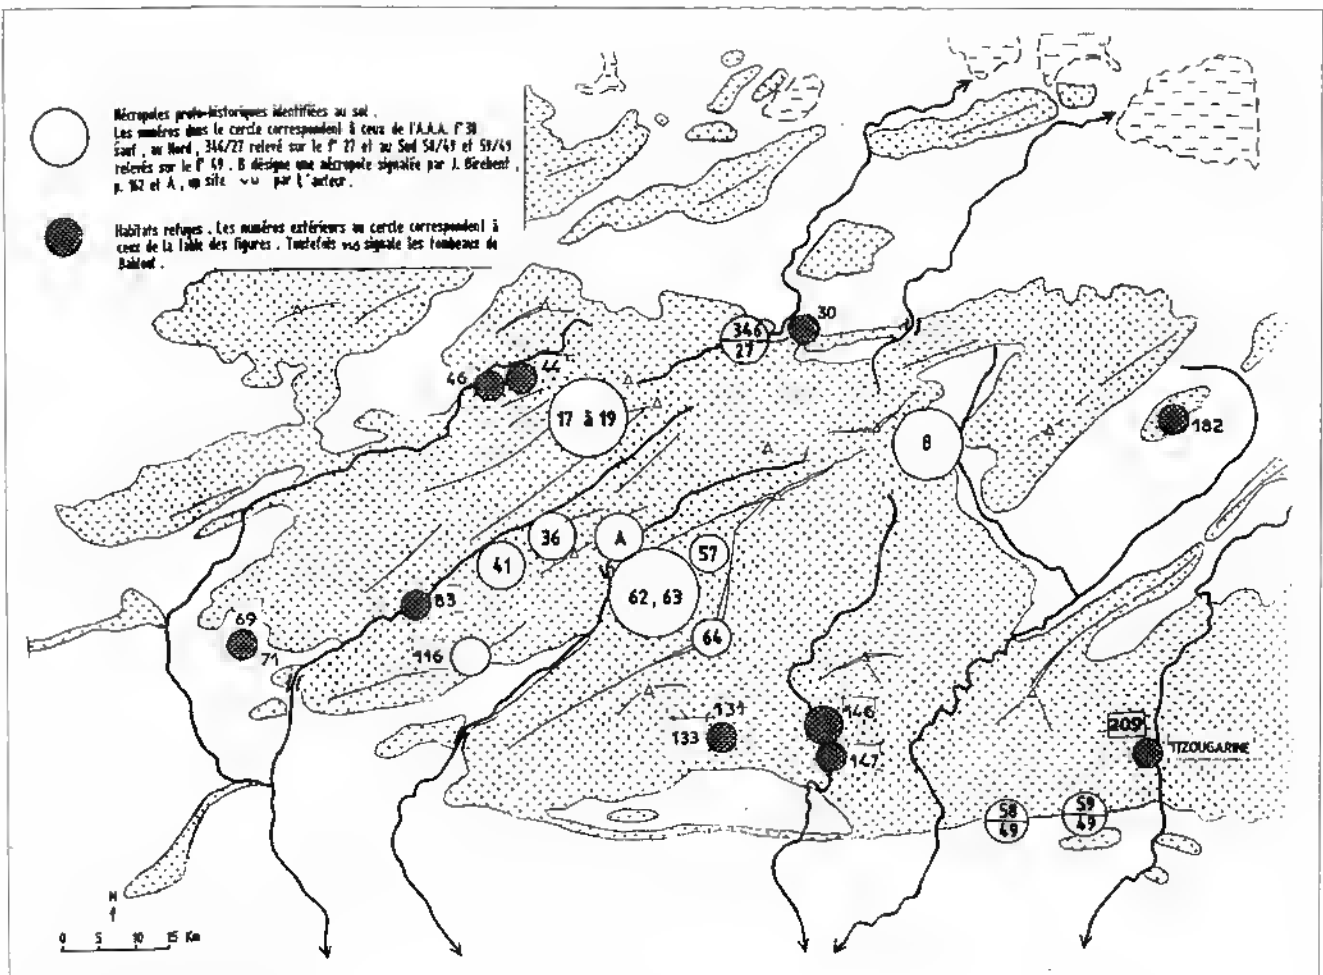 Nécropoles proto-historiques identifiées au sol.
Les numéros dans le cercle correspondent à ceux de l'A.A.A. f° 38
sauf, au Nord, 346/27 relevé sur le f° 27 et au Sud 58/49 et 59/49
relevés sur le f° 49. B désigne une nécropole signalée par J. Birebent,
p. 162 et A, un site vu par l'auteur.
Habitats refuges. Les numéros extérieurs au cercle correspondent à
ceux de la table des figures. Toutefois 116 signale les tombeaux de
30
346
27
46
44
17 à 19
B
182
36
A
41
57
62, 63
83
69
71
64
116
131
133
146
147
209
TIZOUGARINE
58
49
59
49
N
0 5 10 15 Km